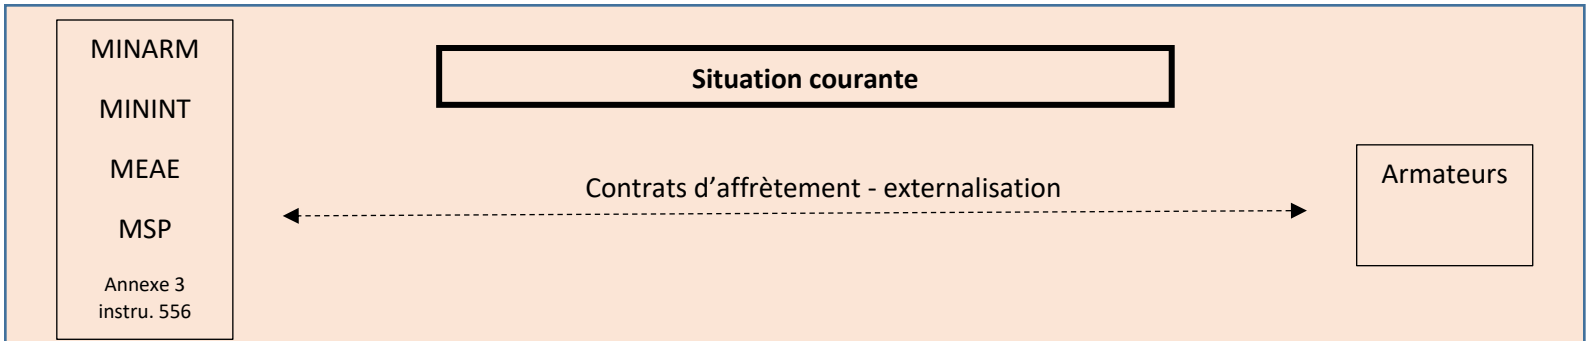 MINARM
MININT
MEAE
MSP
Annexe 3
instru. 556
Situation courante
Contrats d’affrètement - externalisation
Armateurs